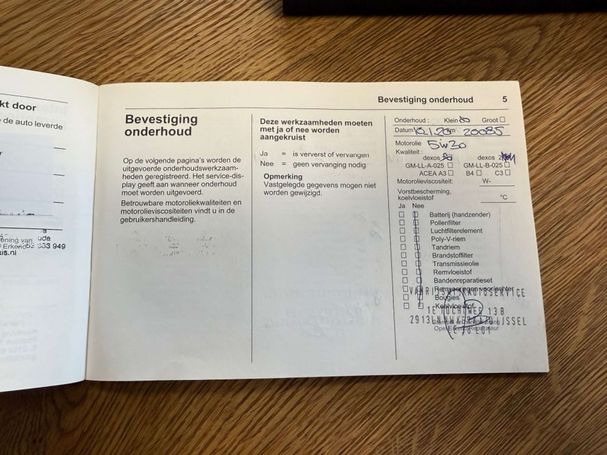 kt door
e de auto leverde
ening van
uis.nl
Bevestiging
onderhoud
Op de volgende pagina's worden de
uitgevoerde onderhoudswerkzaam-
heden geregistreerd. Het service-dis-
play geeft aan wanneer onderhoud
moet worden uitgevoerd.
Betrouwbare motoroliekwaliteiten en
motorolieviscositeiten vindt u in de
gebruikershandleiding.
Deze werkzaamheden moeten
met ja of nee worden
aangekruist
Ja = is ververst of vervangen
Nee = geen vervanging nodig
Opmerking
Vastgelegde gegevens mogen niet
worden gewijzigd.
Bevestiging onderhoud 5
Onderhoud : Klein Groot
Datum 20085
Motorolie 5W30
Kwaliteit :
dexos dexos
GM-LL-A-025 GM-LL-B-025
ACEA A3 B4 C3
Motorolieviscositeit: W-
Vorstbescherming,
koelvloeistof °C
Ja Nee
Batterij (handzender)
Pollenfilter
Luchtfilterelement
Poly-V-riem
Tandriem
Brandstoffilter
Transmissieolie
Remvloeistof
Bandenreparatieset
Bougies